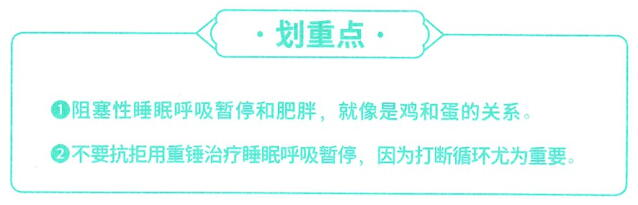 ·划重点·
❶阻塞性睡眠呼吸暂停和肥胖，就像是鸡和蛋的关系。
❷不要抗拒用重锤治疗睡眠呼吸暂停，因为打断循环尤为重要。